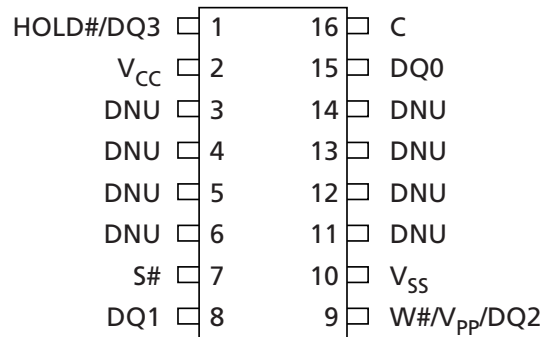 HOLD#/DQ3 1 16 C
VCC 2 15 DQ0
DNU 3 14 DNU
DNU 4 13 DNU
DNU 5 12 DNU
DNU 6 11 DNU
S# 7 10 VSS
DQ1 8 9 W#/VPP/DQ2